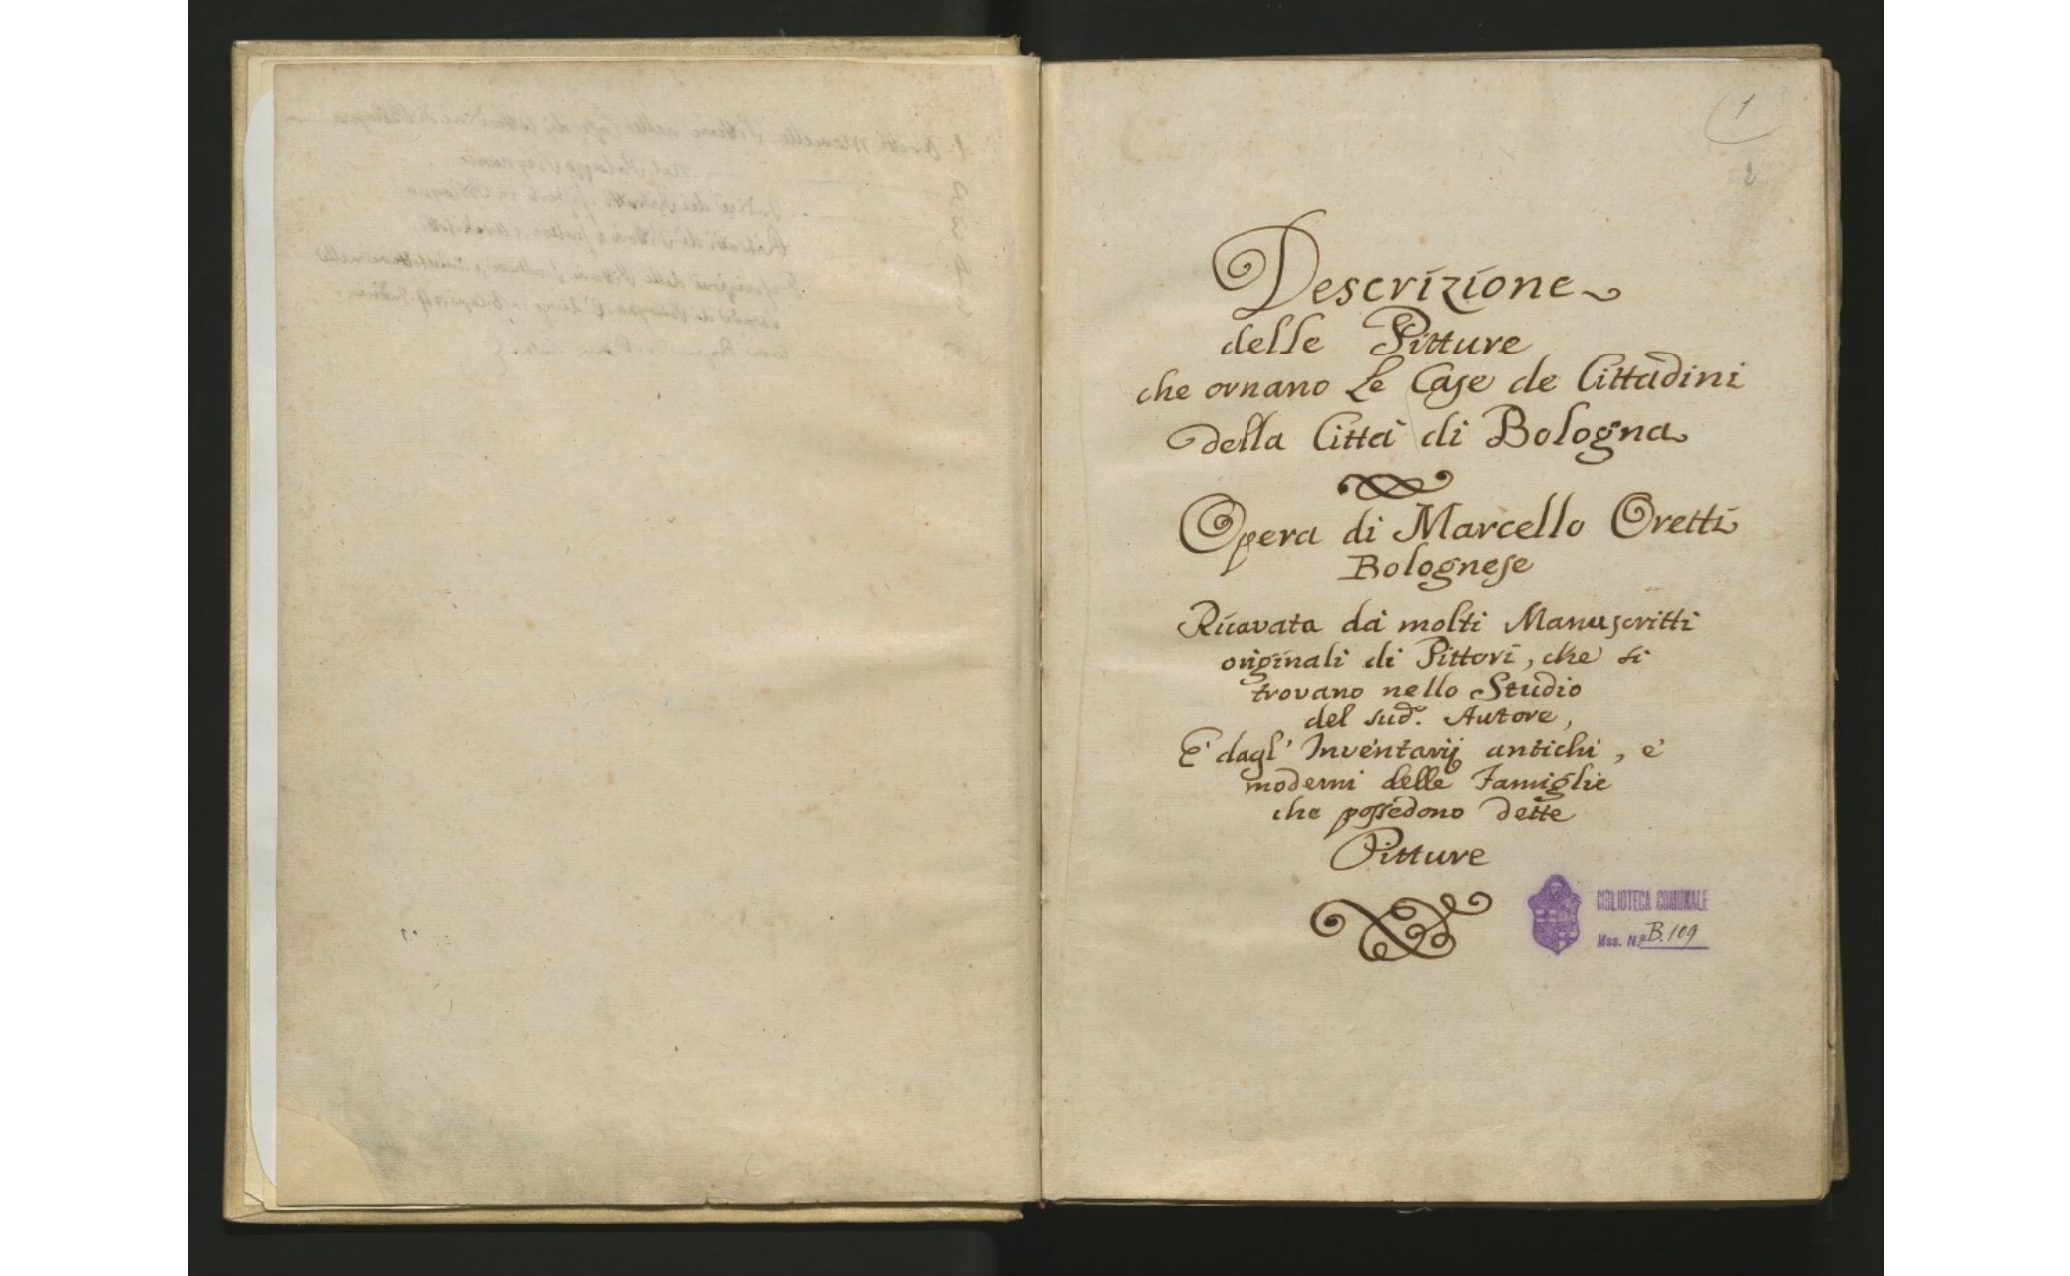 1
2
Descrizione
delle Pitture
che ornano Le Case de Cittadini
della Città di Bologna
Opera di Marcello Oretti
Bolognese
Ricavata da molti Manuscritti
originali di Pittori, che si
trovano nello Studio
del sud.º Autore,
E' dagl' Inventarij antichi, e'
moderni delle Famiglie
che possedono dette
Pitture
BIBLIOTECA COMUNALE
Mss. N.º B.109